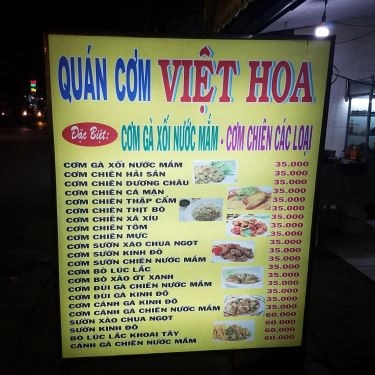 QUÁN CƠM VIỆT HOA
Đặc Biệt: CƠM GÀ XỐI NƯỚC MẮM - CƠM CHIÊN CÁC LOẠI
CƠM GÀ XỐI NƯỚC MẮM 35.000
CƠM CHIÊN HẢI SẢN 35.000
CƠM CHIÊN DƯƠNG CHÂU 35.000
CƠM CHIÊN CÁ MẶN 35.000
CƠM CHIÊN THẬP CẨM 35.000
CƠM CHIÊN THỊT BÒ 35.000
CƠM CHIÊN XÁ XÍU 35.000
CƠM CHIÊN TÔM 35.000
CƠM CHIÊN MỰC 35.000
CƠM SƯỜN XÀO CHUA NGỌT 35.000
CƠM SƯỜN KINH ĐÔ 35.000
CƠM SƯỜN CHIÊN NƯỚC MẮM 35.000
CƠM BÒ LÚC LẮC 35.000
CƠM BÒ XÀO ỚT XANH 35.000
CƠM ĐÙI GÀ CHIÊN NƯỚC MẮM 35.000
CƠM ĐÙI GÀ KINH ĐÔ 35.000
CƠM CÁNH GÀ KINH ĐÔ 35.000
CƠM CÁNH GÀ CHIÊN NƯỚC MẮM 35.000
SƯỜN XÀO CHUA NGỌT 60.000
SƯỜN KINH ĐÔ 60.000
BÒ LÚC LẮC KHOAI TÂY 60.000
CÁNH GÀ CHIÊN NƯỚC MẮM 60.000